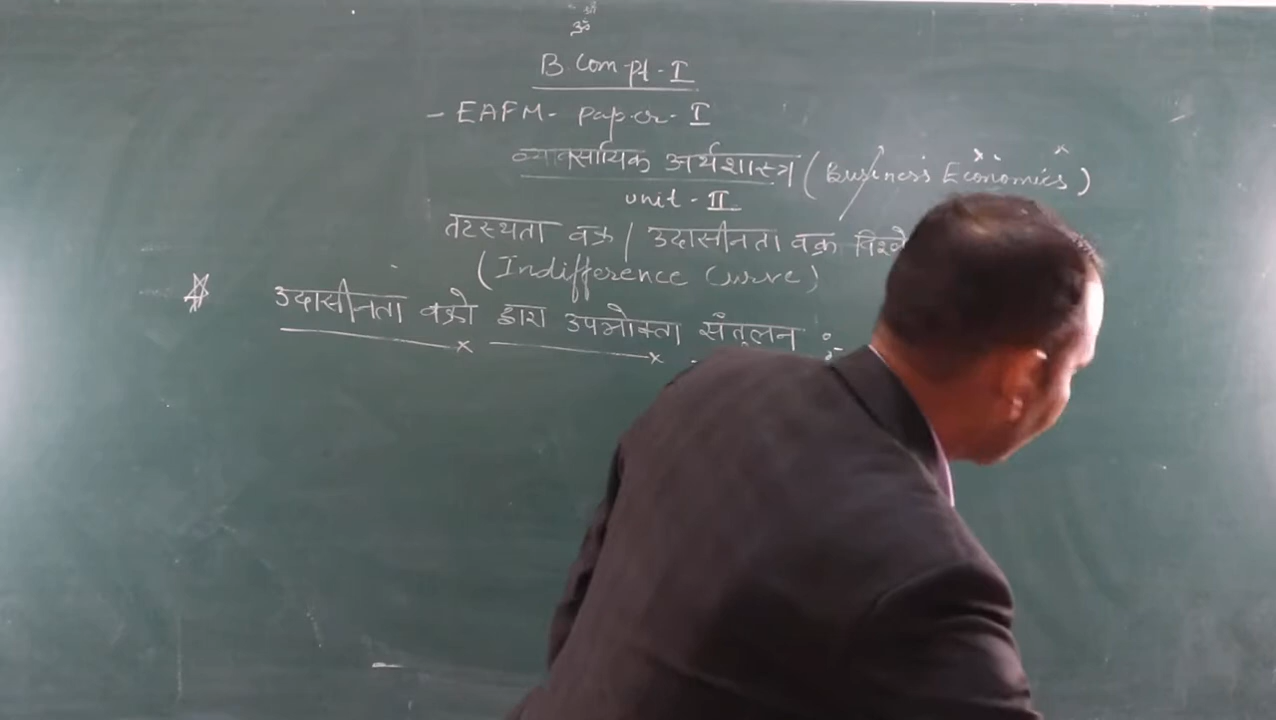 श्री
ॐ
B.Com pt-I
- EAFM- Paper-I
व्यावसायिक अर्थशास्त्र (Business Economics)
unit-II
तटस्थता वक्र / उदासीनता वक्र विश्ले
(Indifference Curve)
उदासीनता वक्रो द्वारा उपभोक्ता संतुलन :-